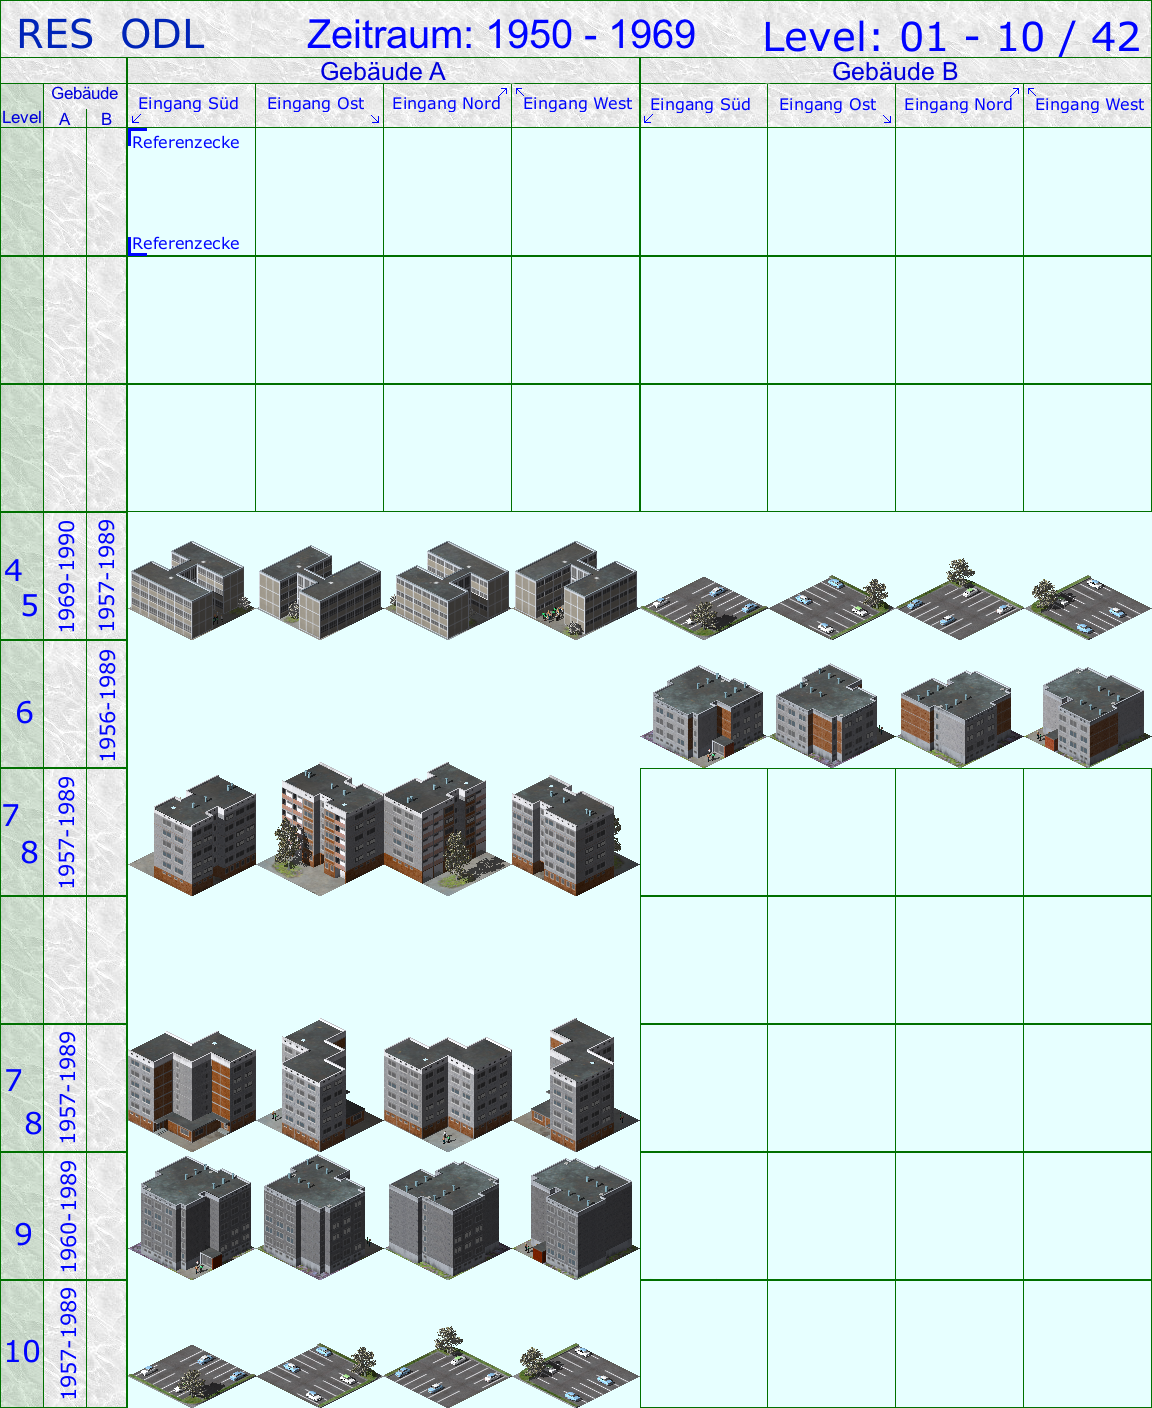 RES ODL Zeitraum: 1950 - 1969 Level: 01 - 10 / 42
Gebäude A Gebäude B
Level Gebäude A B
Eingang Süd Eingang Ost Eingang Nord Eingang West Eingang Süd Eingang Ost Eingang Nord Eingang West
Referenzecke
Referenzecke
4 5 1969-1990 1957-1989
6 1956-1989
7 8 1957-1989
7 8 1957-1989
9 1960-1989
10 1957-1989